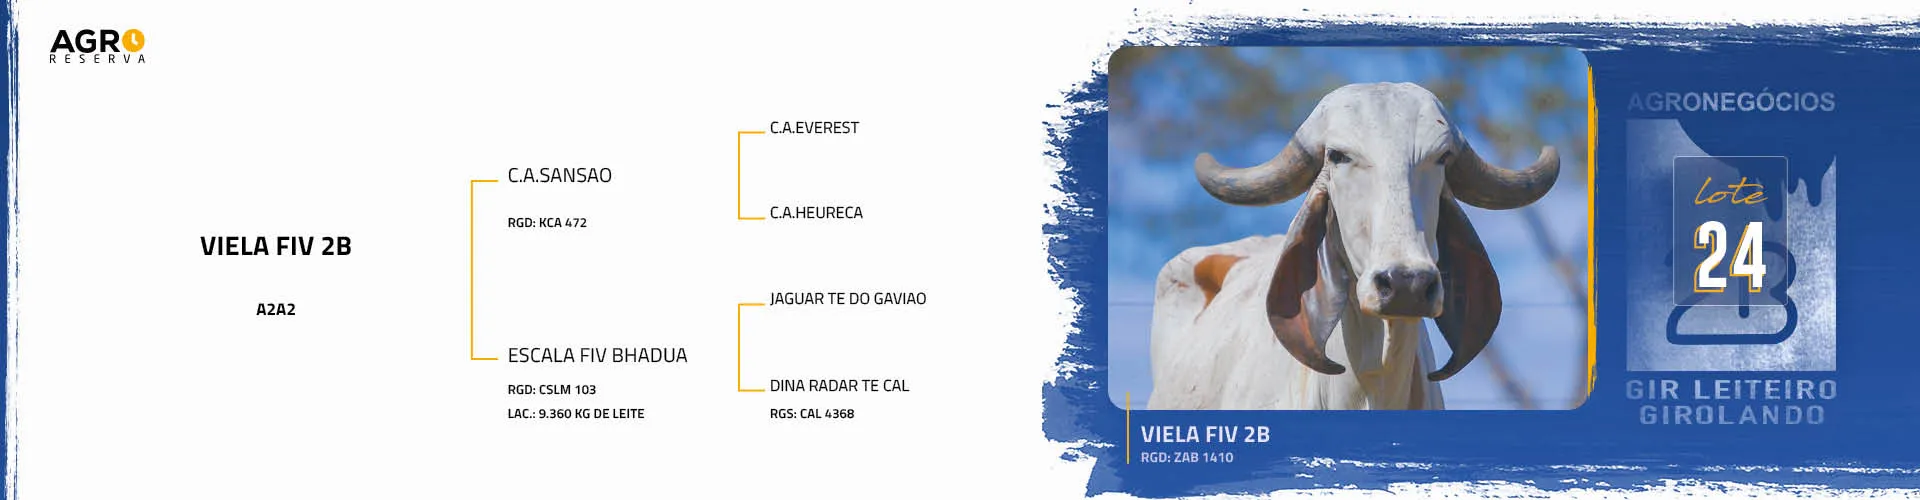 AGRO
RESERVA
VIELA FIV 2B
A2A2
C.A.SANSAO
RGD: KCA 472
ESCALA FIV BHADUA
RGD: CSLM 103
LAC.: 9.360 KG DE LEITE
C.A.EVEREST
C.A.HEURECA
JAGUAR TE DO GAVIAO
DINA RADAR TE CAL
RGS: CAL 4368
VIELA FIV 2B
RGD: ZAB 1410
AGRONEGÓCIOS
lote
24
2B
GIR LEITEIRO
GIROLANDO